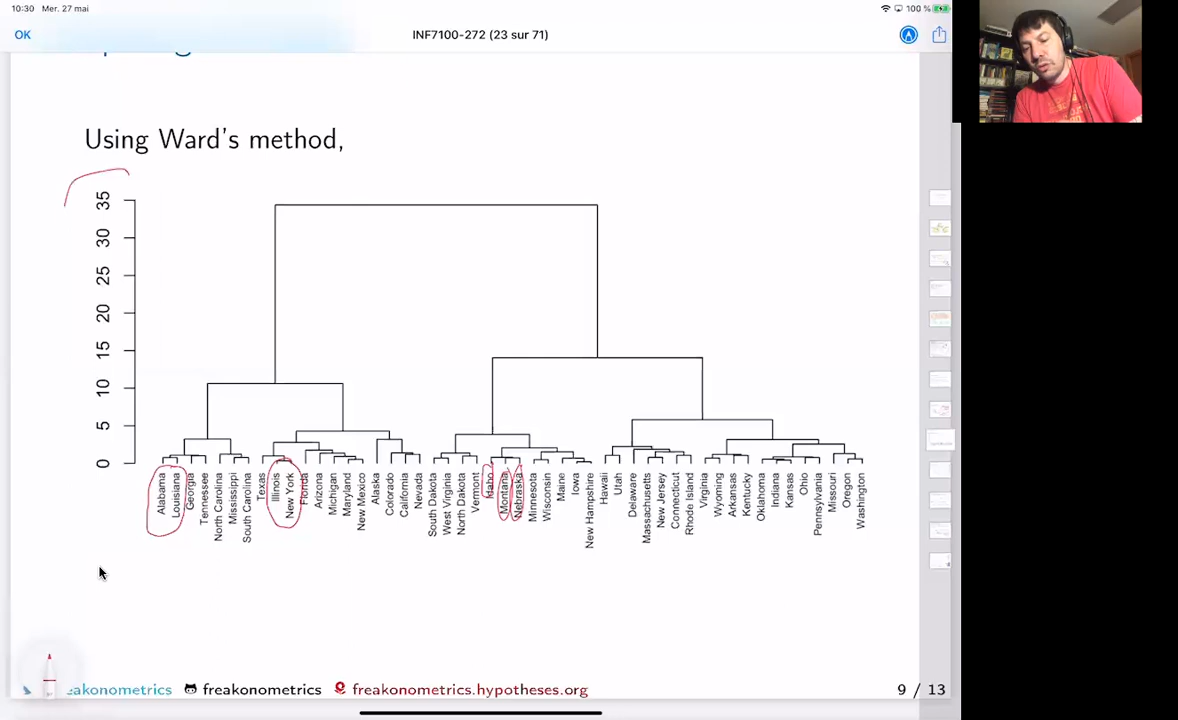 10:30 Mer. 27 mai
100 %
OK
INF7100-272 (23 sur 71)
Using Ward's method,
35
30
25
20
15
10
5
0
Alabama
Louisiana
Georgia
Tennessee
North Carolina
Mississippi
South Carolina
Texas
Illinois
New York
Florida
Arizona
Michigan
Maryland
New Mexico
Alaska
Colorado
California
Nevada
South Dakota
West Virginia
North Dakota
Vermont
Idaho
Montana
Nebraska
Minnesota
Wisconsin
Maine
Iowa
New Hampshire
Hawaii
Utah
Delaware
Massachusetts
New Jersey
Connecticut
Rhode Island
Virginia
Wyoming
Arkansas
Kentucky
Oklahoma
Indiana
Kansas
Ohio
Pennsylvania
Missouri
Oregon
Washington
akonometrics freakonometrics freakonometrics.hypotheses.org 9 / 13